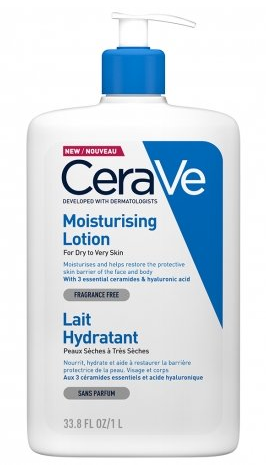 NEW / NOUVEAU
CeraVe
DEVELOPED WITH DERMATOLOGISTS
Moisturising
Lotion
For Dry to Very Skin
Moisturises and helps restore the protective
skin barrier of the face and body
With 3 essential ceramides & hyaluronic acid
FRAGRANCE FREE
Lait
Hydratant
Peaux Sèches à Très Sèches
Nourrit, hydrate et aide à restaurer la barrière
protectrice de la peau. Visage et corps
Aux 3 céramides essentiels et acide hyaluronique
SANS PARFUM
33.8 FL OZ/1 L